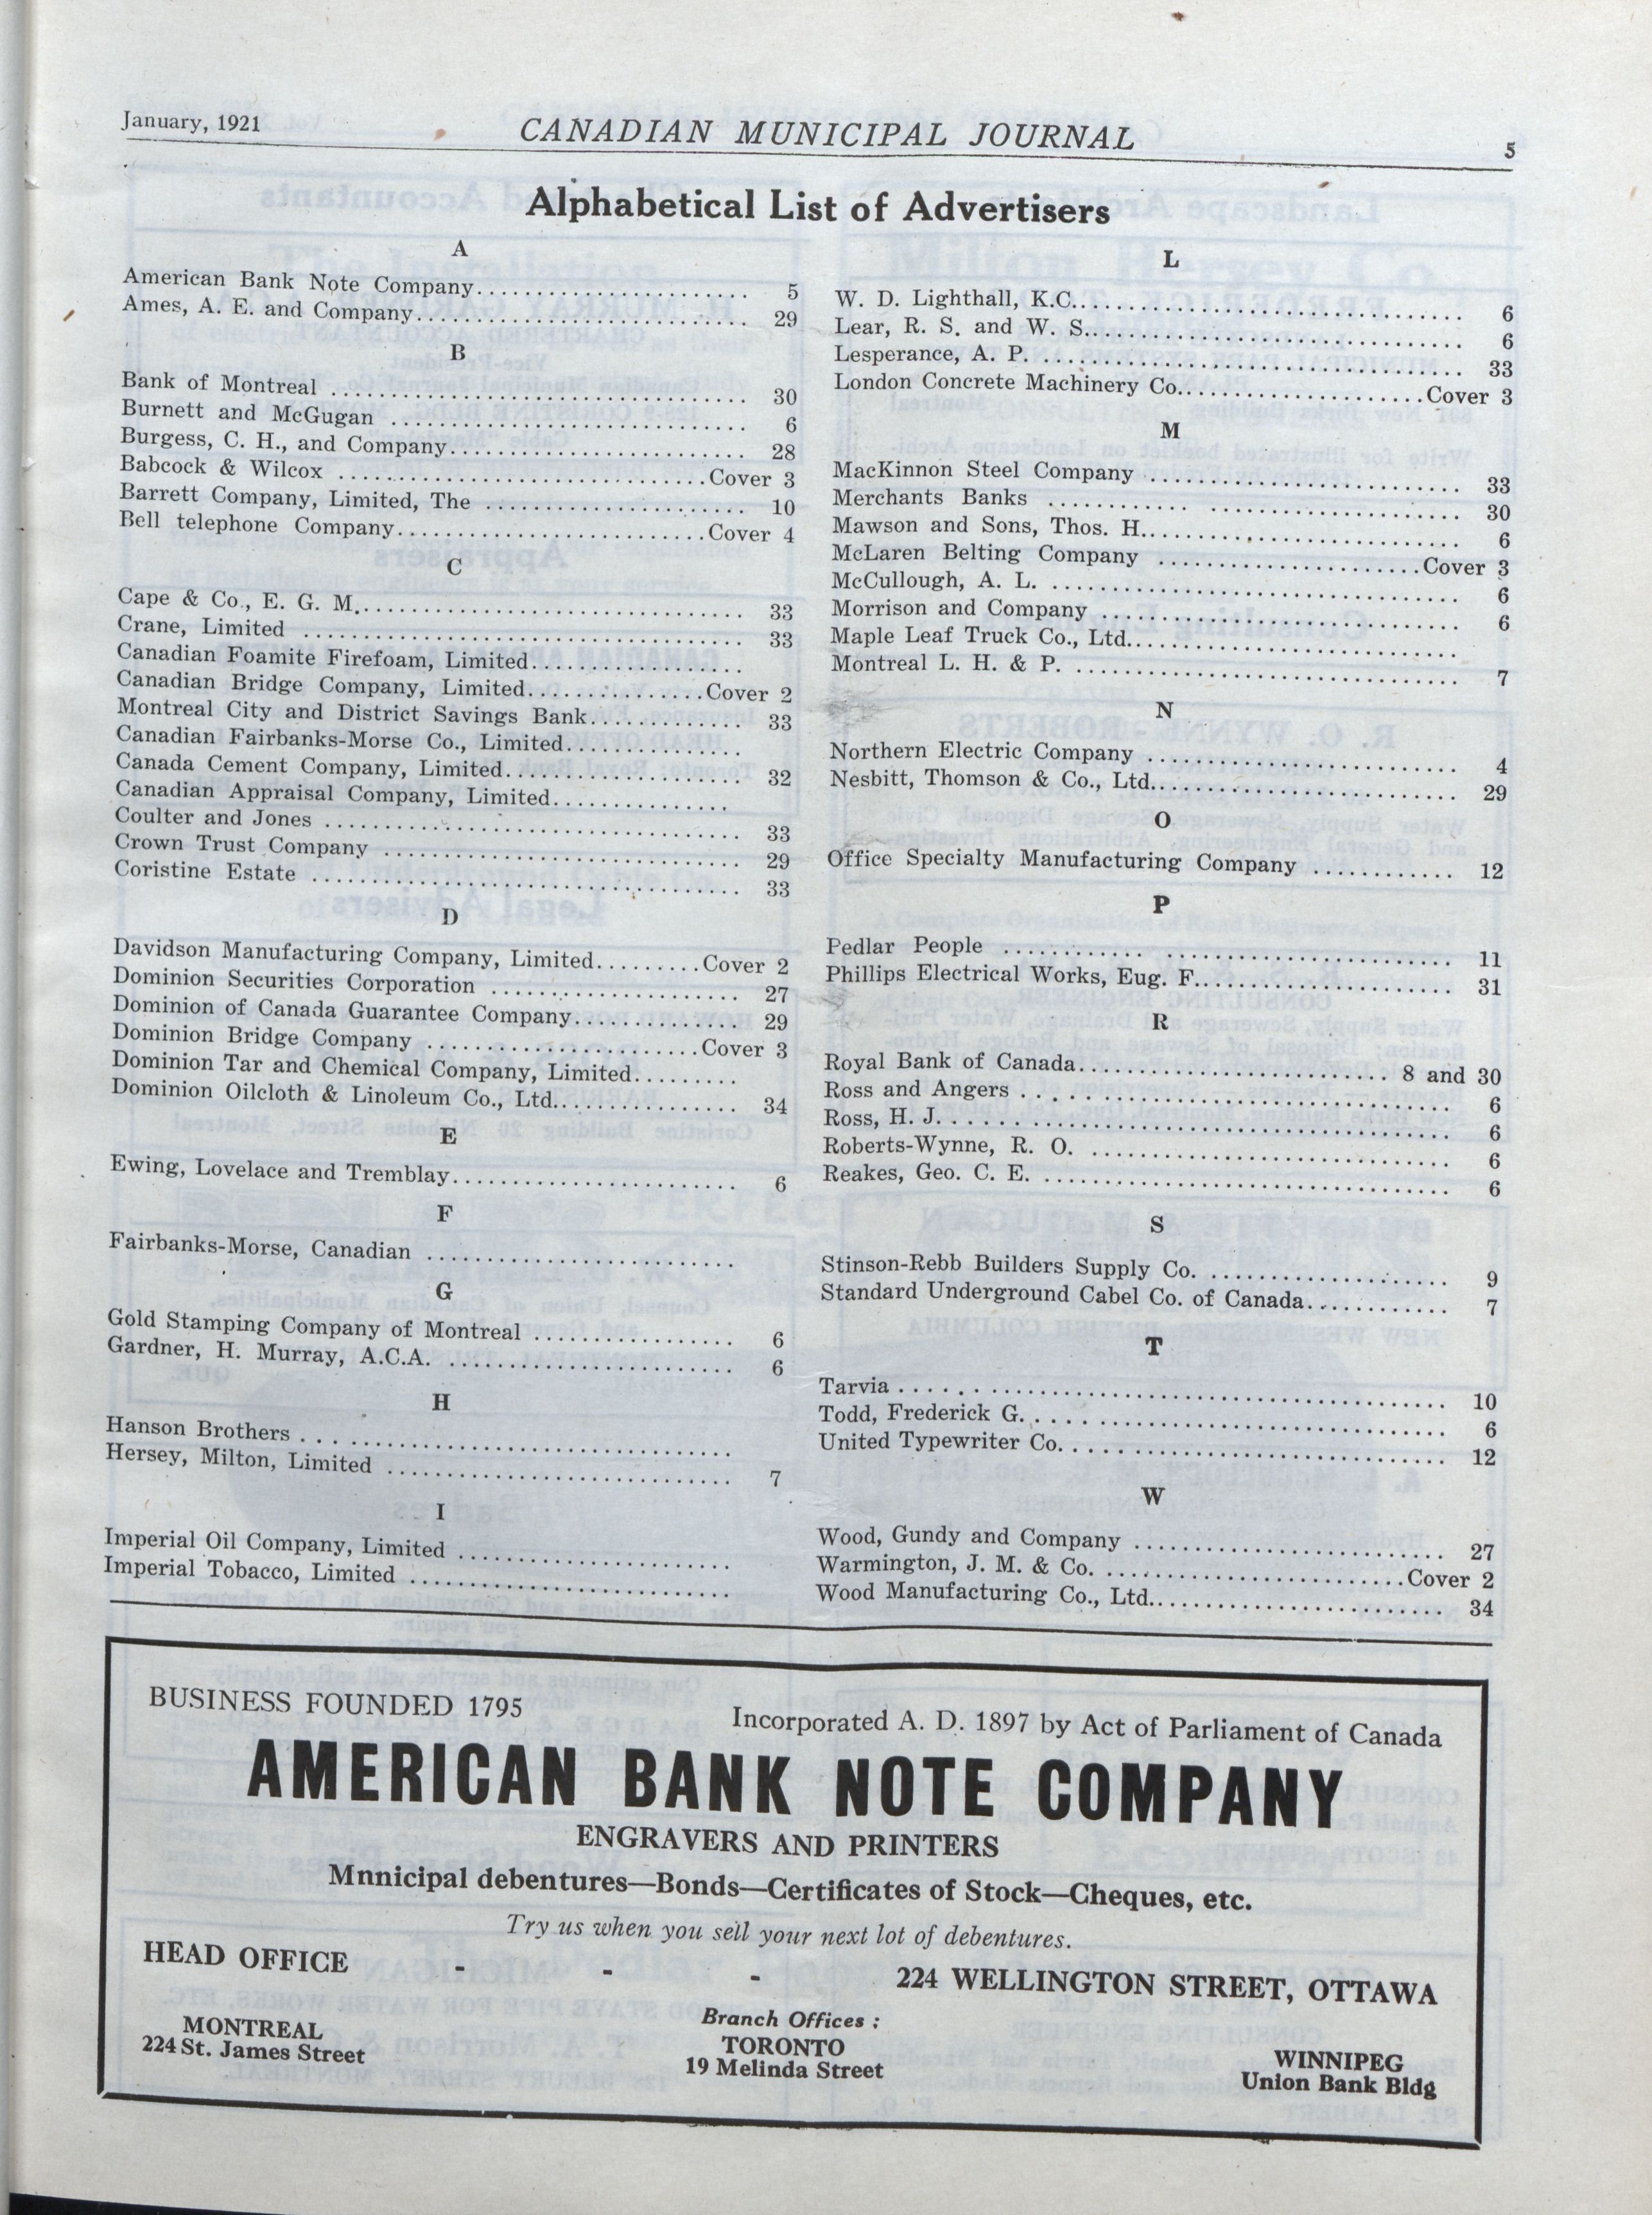 January, 1921
CANADIAN MUNICIPAL JOURNAL
5
Alphabetical List of Advertisers
A
American Bank Note Company........................ 5
Ames, A. E. and Company........................ 29
B
Bank of Montreal ........................ 30
Burnett and McGugan ........................ 6
Burgess, C. H., and Company........................ 28
Babcock & Wilcox ........................Cover 3
Barrett Company, Limited, The ........................ 10
Bell telephone Company........................Cover 4
C
Cape & Co., E. G. M......................... 33
Crane, Limited ........................ 33
Canadian Foamite Firefoam, Limited....................
Canadian Bridge Company, Limited................Cover 2
Montreal City and District Savings Bank............... 33
Canadian Fairbanks-Morse Co., Limited.................
Canada Cement Company, Limited.................... 32
Canadian Appraisal Company, Limited.................
Coulter and Jones ........................ 33
Crown Trust Company ........................ 29
Coristine Estate ........................ 33
D
Davidson Manufacturing Company, Limited.........Cover 2
Dominion Securities Corporation ........................ 27
Dominion of Canada Guarantee Company............... 29
Dominion Bridge Company ........................Cover 3
Dominion Tar and Chemical Company, Limited.........
Dominion Oilcloth & Linoleum Co., Ltd................. 34
E
Ewing, Lovelace and Tremblay........................ 6
F
Fairbanks-Morse, Canadian ........................
G
Gold Stamping Company of Montreal .................. 6
Gardner, H. Murray, A.C.A. ........................ 6
H
Hanson Brothers ........................
Hersey, Milton, Limited ........................ 7
I
Imperial Oil Company, Limited ........................
Imperial Tobacco, Limited ........................
L
W. D. Lighthall, K.C......................... 6
Lear, R. S. and W. S......................... 6
Lesperance, A. P. ........................ 33
London Concrete Machinery Co........................Cover 3
M
MacKinnon Steel Company ........................ 33
Merchants Banks ........................ 30
Mawson and Sons, Thos. H......................... 6
McLaren Belting Company ........................Cover 3
McCullough, A. L. ........................ 6
Morrison and Company ........................ 6
Maple Leaf Truck Co., Ltd.........................
Montreal L. H. & P. ........................ 7
N
Northern Electric Company ........................ 4
Nesbitt, Thomson & Co., Ltd......................... 29
O
Office Specialty Manufacturing Company ............ 12
P
Pedlar People ........................ 11
Phillips Electrical Works, Eug. F........................ 31
R
Royal Bank of Canada........................ 8 and 30
Ross and Angers ........................ 6
Ross, H. J. ........................ 6
Roberts-Wynne, R. O. ........................ 6
Reakes, Geo. C. E. ........................ 6
S
Stinson-Rebb Builders Supply Co. ..................... 9
Standard Underground Cabel Co. of Canada............ 7
T
Tarvia ........................ 10
Todd, Frederick G. ........................ 6
United Typewriter Co. ........................ 12
W
Wood, Gundy and Company ........................ 27
Warmington, J. M. & Co. ........................Cover 2
Wood Manufacturing Co., Ltd......................... 34
BUSINESS FOUNDED 1795
Incorporated A. D. 1897 by Act of Parliament of Canada
AMERICAN BANK NOTE COMPANY
ENGRAVERS AND PRINTERS
Mnnicipal debentures—Bonds—Certificates of Stock—Cheques, etc.
Try us when you sell your next lot of debentures.
HEAD OFFICE - - - 224 WELLINGTON STREET, OTTAWA
Branch Offices :
MONTREAL
224 St. James Street
TORONTO
19 Melinda Street
WINNIPEG
Union Bank Bldg